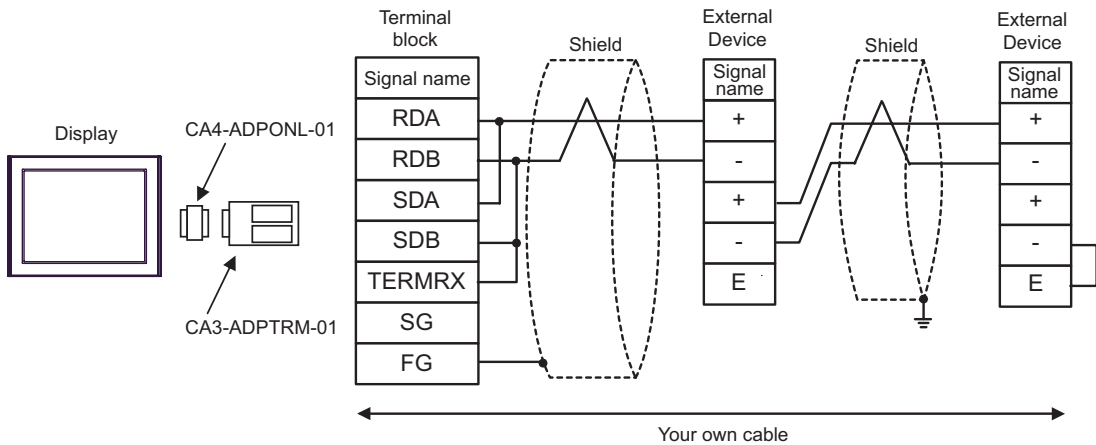 Display
CA4-ADPONL-01
CA3-ADPTRM-01
Terminal
block
Signal name
RDA
RDB
SDA
SDB
TERMRX
SG
FG
Shield
External
Device
Signal
name
+
-
+
-
E
Shield
External
Device
Signal
name
+
-
+
-
E
Your own cable